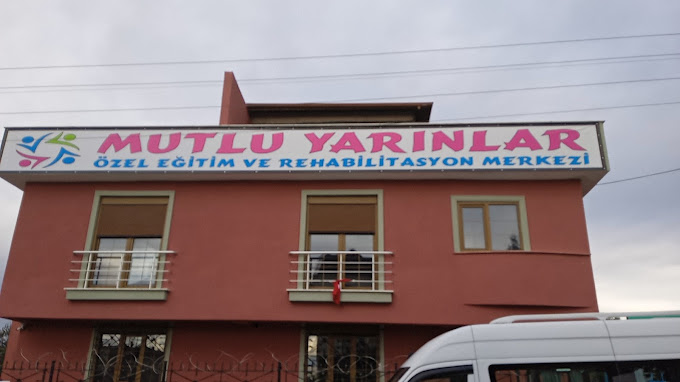 MUTLU YARINLAR
ÖZEL EĞİTİM VE REHABİLİTASYON MERKEZİ